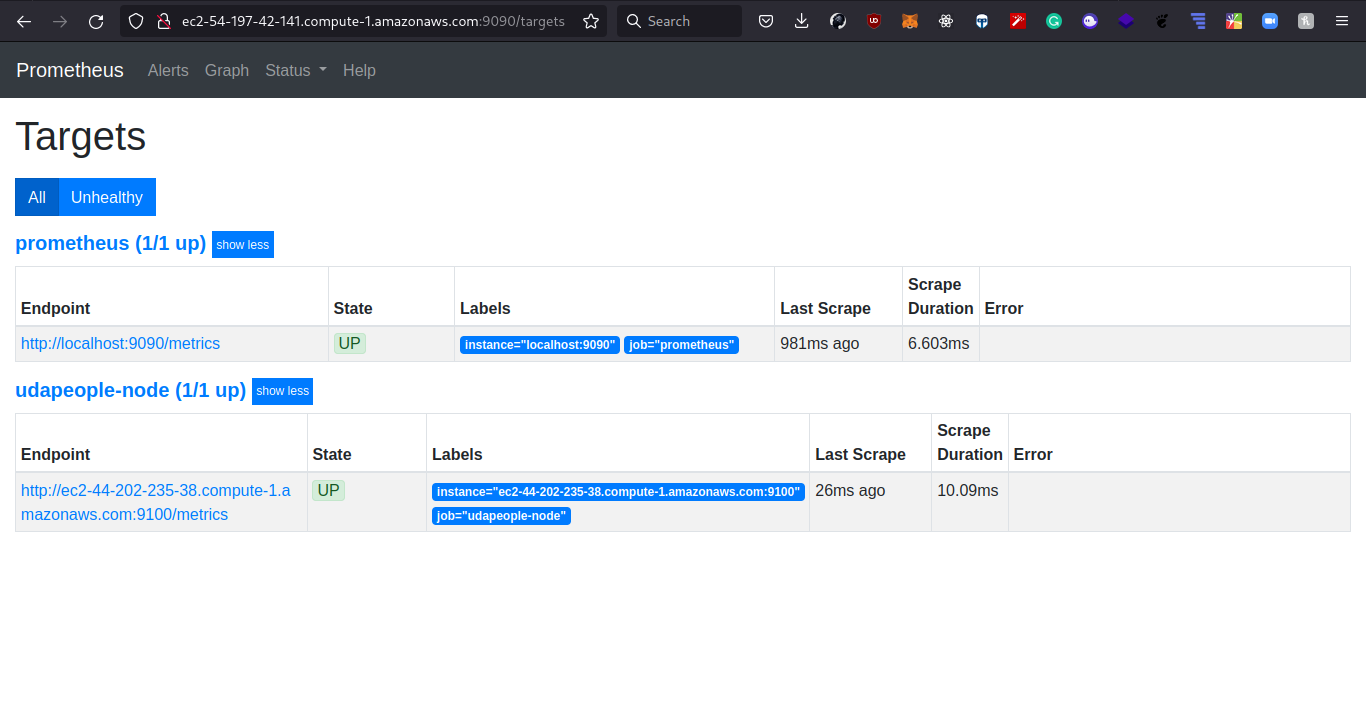 ec2-54-197-42-141.compute-1.amazonaws.com:9090/targets Search
Prometheus Alerts Graph Status Help
Targets
All Unhealthy
prometheus (1/1 up) show less
Endpoint State Labels Last Scrape Scrape Duration Error
http://localhost:9090/metrics UP instance="localhost:9090" job="prometheus" 981ms ago 6.603ms
udapeople-node (1/1 up) show less
Endpoint State Labels Last Scrape Scrape Duration Error
http://ec2-44-202-235-38.compute-1.a UP instance="ec2-44-202-235-38.compute-1.amazonaws.com:9100" 26ms ago 10.09ms
mazonaws.com:9100/metrics job="udapeople-node"